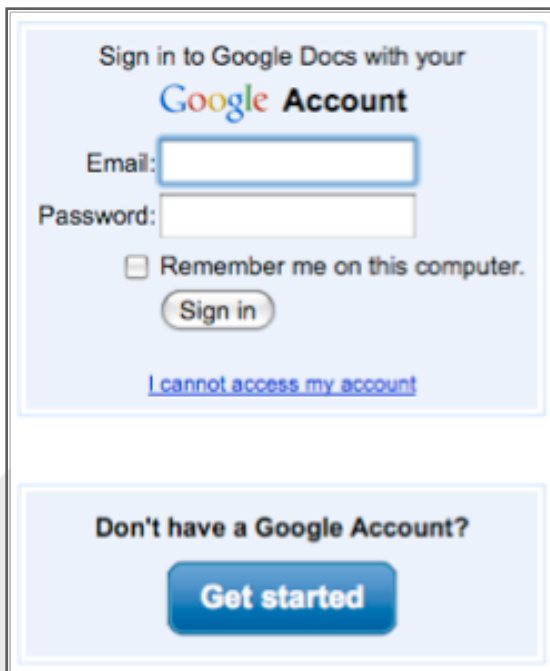 Sign in to Google Docs with your
Google Account
Email:
Password:
Remember me on this computer.
Sign in
I cannot access my account
Don't have a Google Account?
Get started